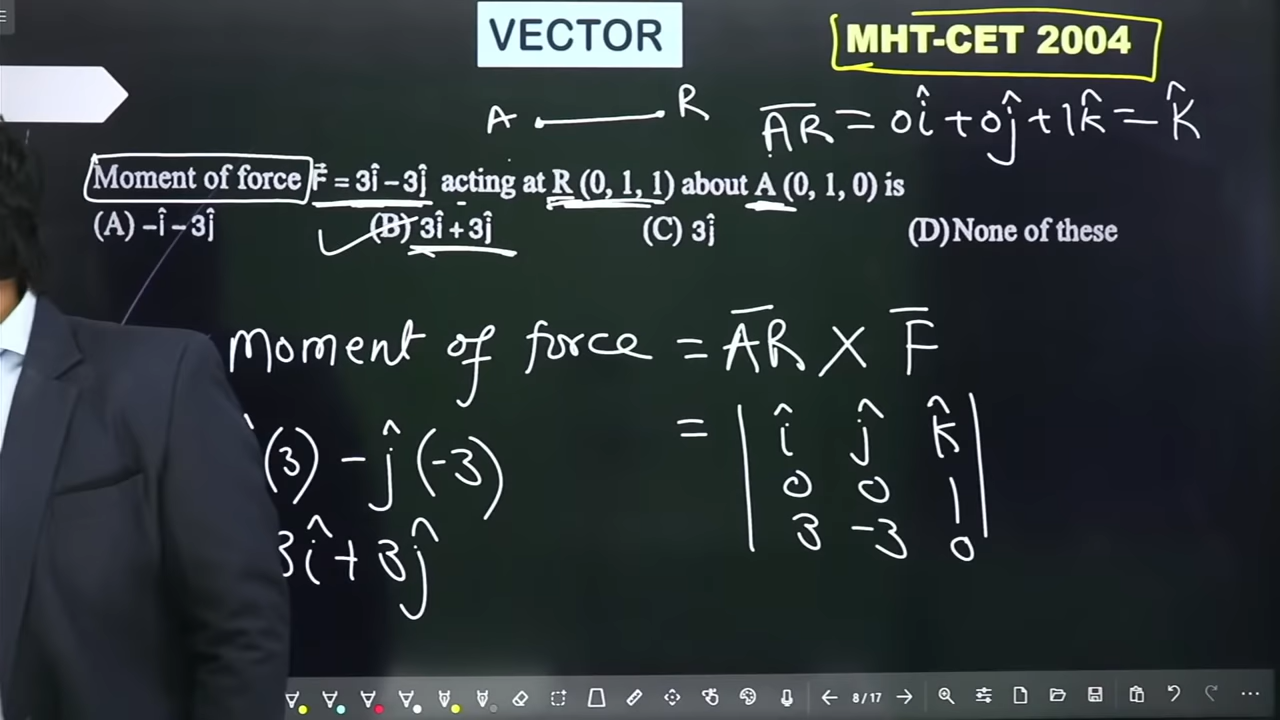 VECTOR
MHT-CET 2004
A R A͞R = 0î + 0ĵ + 1k̂ = k̂
Moment of force F⃗ = 3î – 3ĵ acting at R (0, 1, 1) about A (0, 1, 0) is
(A) –î – 3ĵ (B) 3î + 3ĵ (C) 3ĵ (D) None of these
Moment of force = A͞R × F̅
= | î ĵ k̂ |
0 0 1
3 -3 0
(3) - ĵ (-3)
3î + 3ĵ
8/17